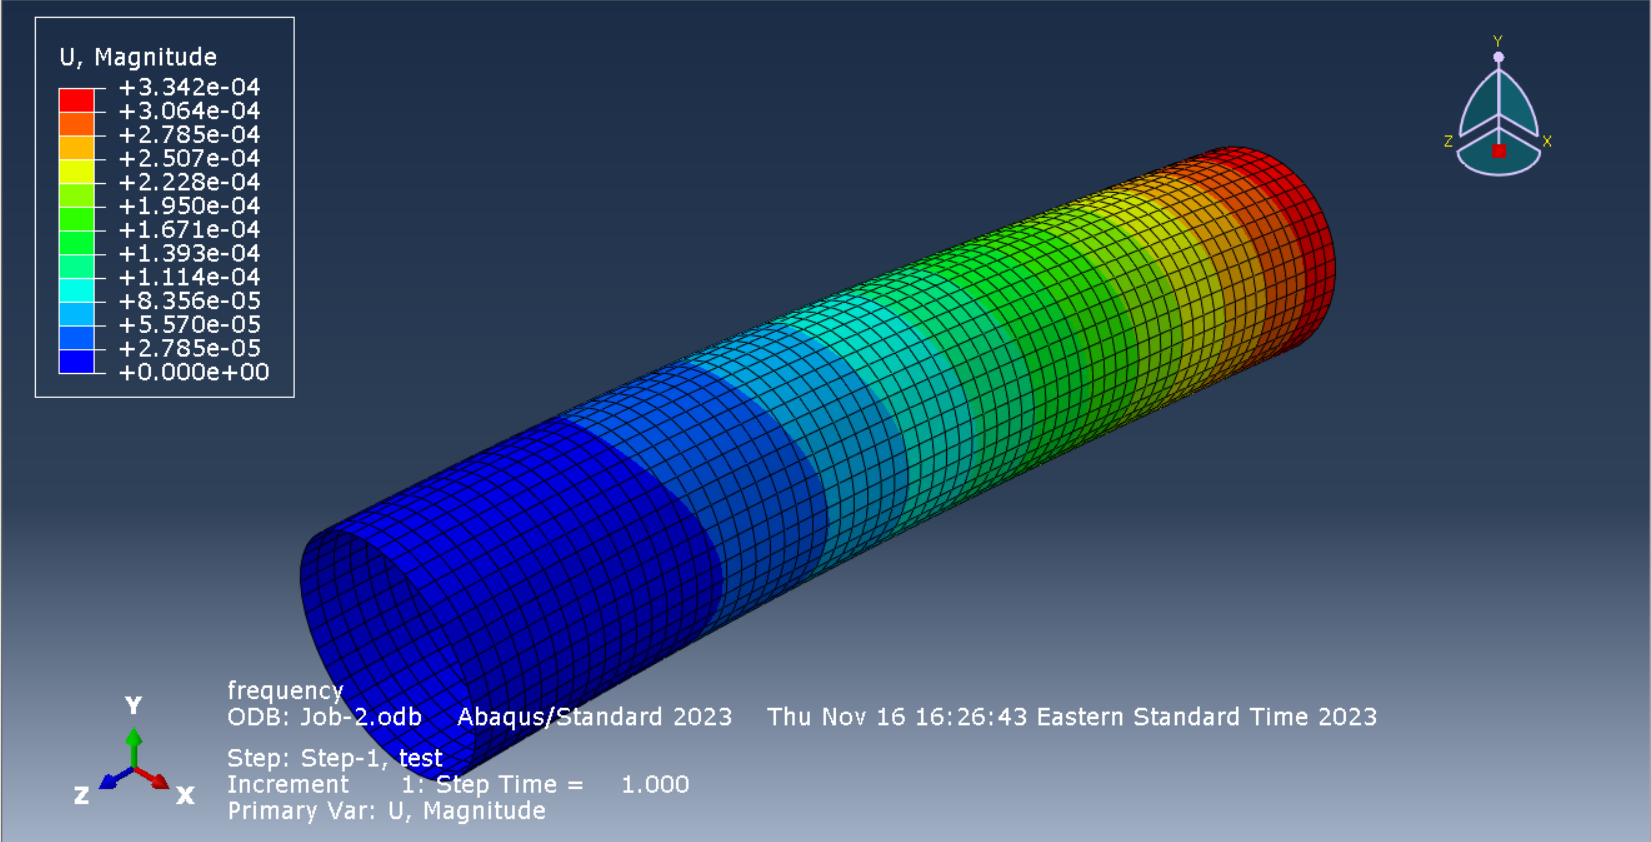 U, Magnitude
+3.342e-04
+3.064e-04
+2.785e-04
+2.507e-04
+2.228e-04
+1.950e-04
+1.671e-04
+1.393e-04
+1.114e-04
+8.356e-05
+5.570e-05
+2.785e-05
+0.000e+00
Y
Z X
Y
Z X
frequency
ODB: Job-2.odb Abaqus/Standard 2023 Thu Nov 16 16:26:43 Eastern Standard Time 2023
Step: Step-1, test
Increment 1: Step Time = 1.000
Primary Var: U, Magnitude